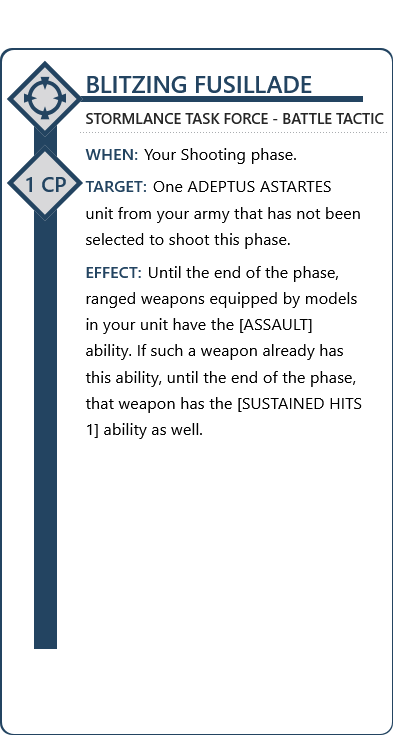 BLITZING FUSILLADE
STORMLANCE TASK FORCE - BATTLE TACTIC
1 CP
WHEN: Your Shooting phase.
TARGET: One ADEPTUS ASTARTES
unit from your army that has not been
selected to shoot this phase.
EFFECT: Until the end of the phase,
ranged weapons equipped by models
in your unit have the [ASSAULT]
ability. If such a weapon already has
this ability, until the end of the phase,
that weapon has the [SUSTAINED HITS
1] ability as well.